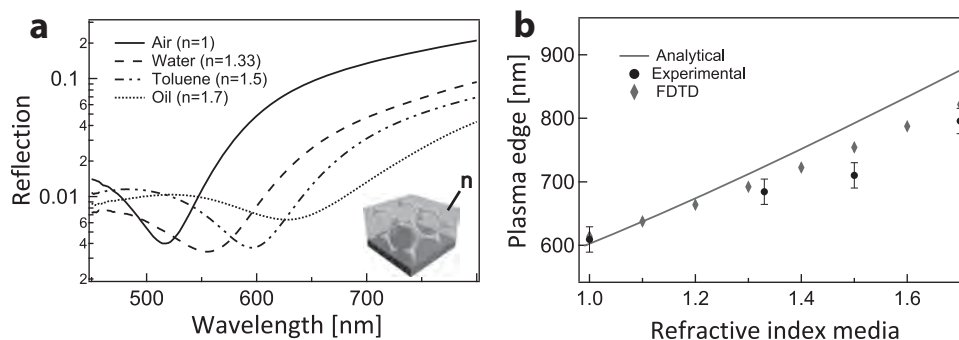 a
Air (n=1)
Water (n=1.33)
Toluene (n=1.5)
Oil (n=1.7)
n
Reflection
2
0.1
8
6
4
2
0.01
8
6
4
2
500
600
700
Wavelength [nm]
b
Analytical
Experimental
FDTD
Plasma edge [nm]
900
800
700
600
1.0
1.2
1.4
1.6
Refractive index media